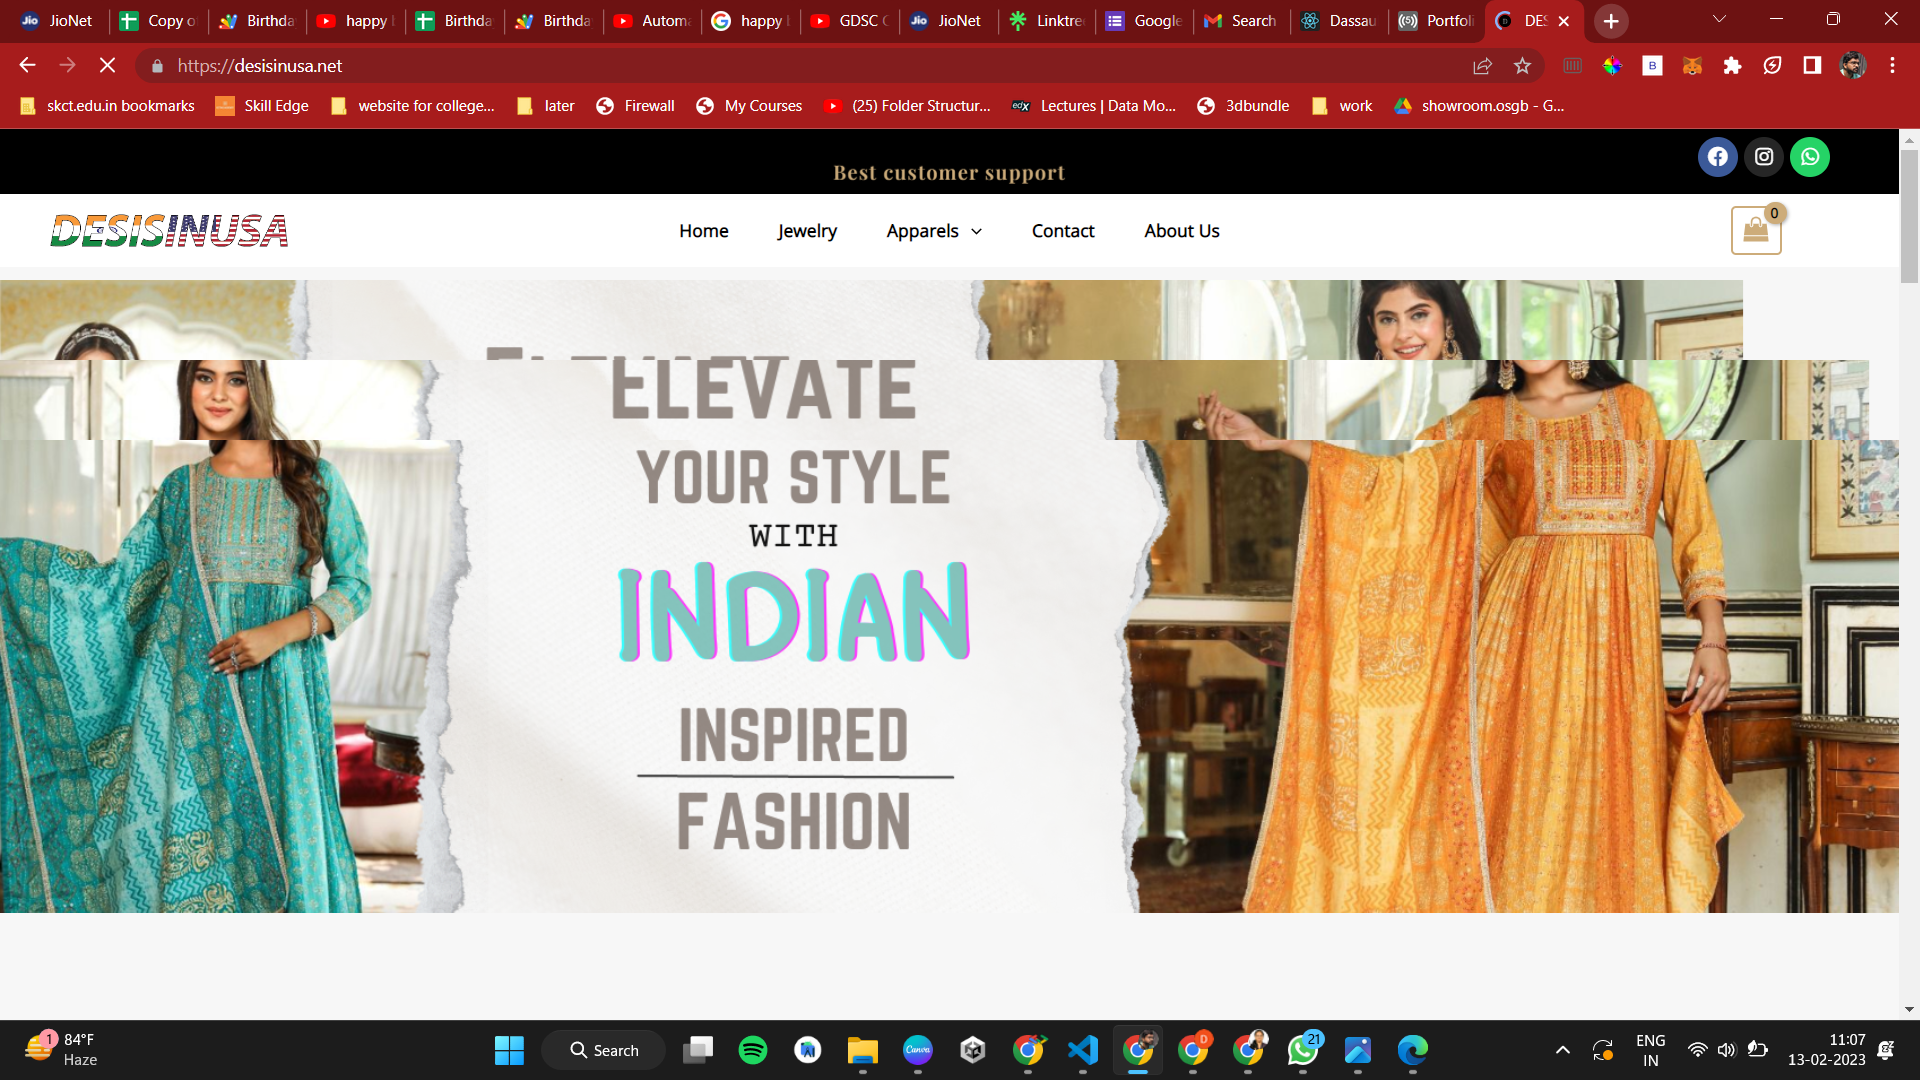 JioNet
Copy o
Birthda
happy b
Birthda
Birthda
Autom
happy b
GDSC C
JioNet
Linktre
Google
Search
Dassau
Portfoli
DES
https://desisinusa.net
skct.edu.in bookmarks
Skill Edge
website for college...
later
Firewall
My Courses
(25) Folder Structur...
Lectures | Data Mo...
3dbundle
work
showroom.osgb - G...
Best customer support
DESISINUSA
Home
Jewelry
Apparels
Contact
About Us
0
ELEVATE
YOUR STYLE
WITH
INDIAN
INSPIRED
FASHION
1
84°F
Haze
Search
Canva
D
21
ENG
IN
11:07
13-02-2023